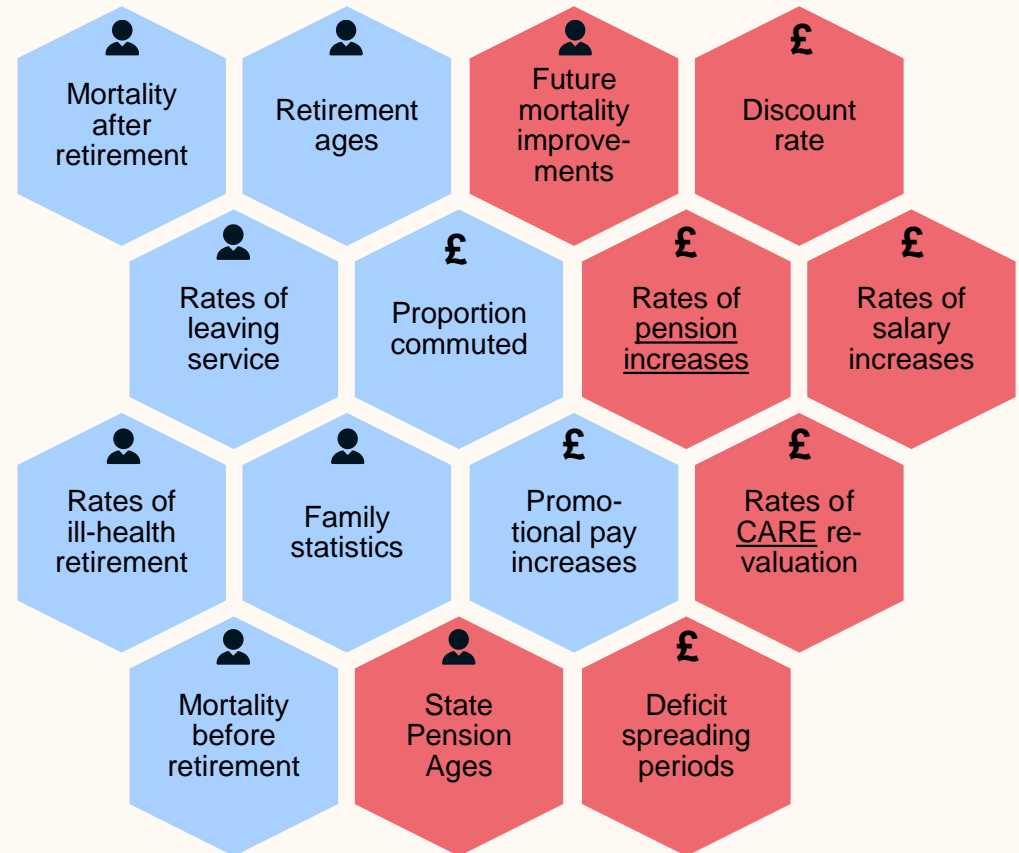 Mortality
after
retirement
Retirement
ages
Future
mortality
improve-
ments
£
Discount
rate
Rates of
leaving
service
£
Proportion
commuted
£
Rates of
pension
increases
£
Rates of
salary
increases
Rates of
ill-health
retirement
Family
statistics
£
Promo-
tional pay
increases
£
Rates of
CARE re-
valuation
Mortality
before
retirement
State
Pension
Ages
£
Deficit
spreading
periods